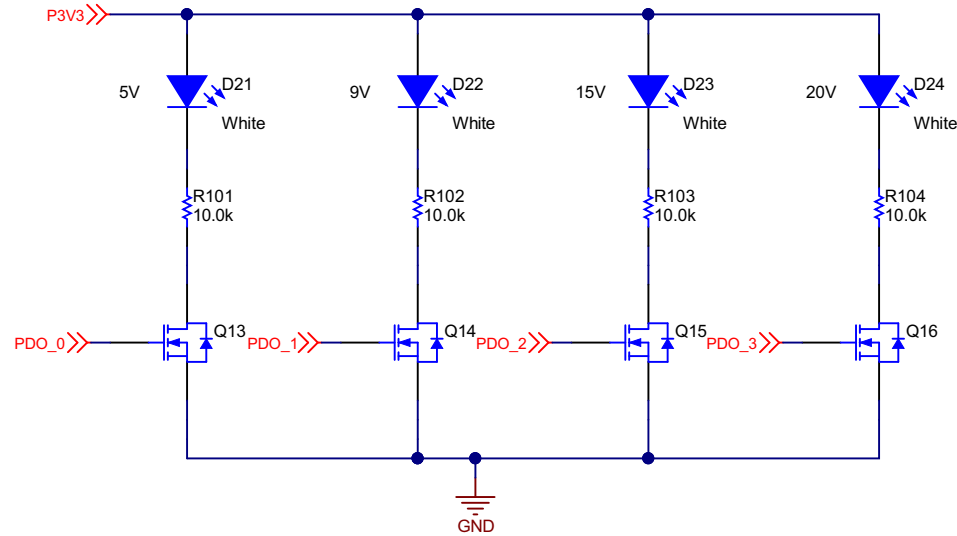 P3V3
5V
D21
White
9V
D22
White
15V
D23
White
20V
D24
White
R101
10.0k
R102
10.0k
R103
10.0k
R104
10.0k
PDO_0
Q13
PDO_1
Q14
PDO_2
Q15
PDO_3
Q16
GND